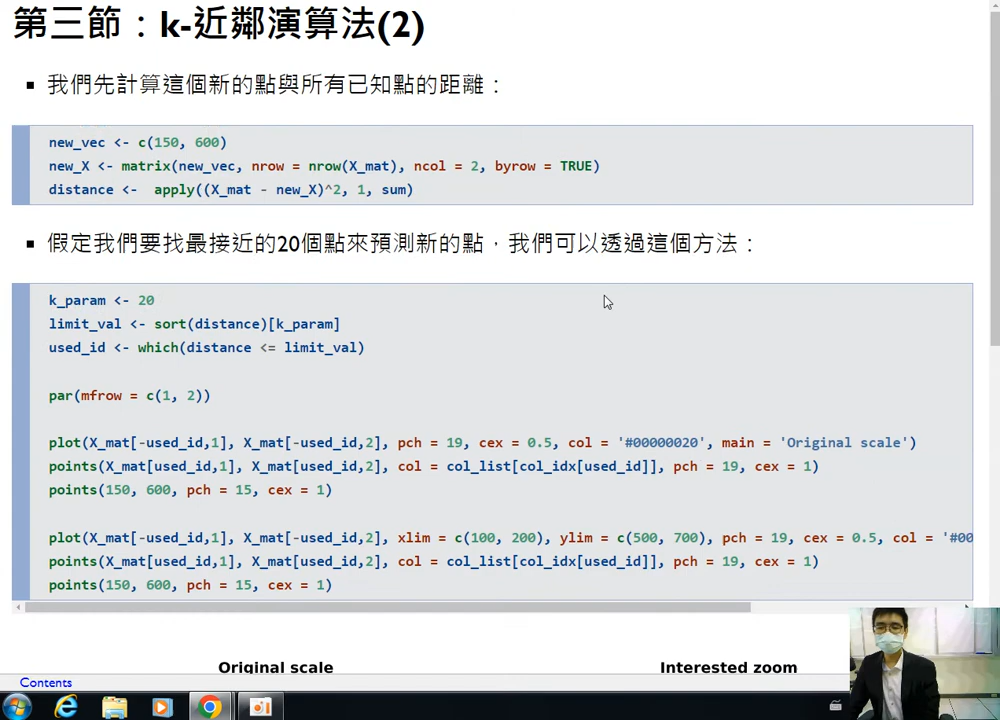 第三節：k-近鄰演算法(2)
▪ 我們先計算這個新的點與所有已知點的距離：
new_vec <- c(150, 600)
new_X <- matrix(new_vec, nrow = nrow(X_mat), ncol = 2, byrow = TRUE)
distance <-  apply((X_mat - new_X)^2, 1, sum)
▪ 假定我們要找最接近的20個點來預測新的點，我們可以透過這個方法：
k_param <- 20
limit_val <- sort(distance)[k_param]
used_id <- which(distance <= limit_val)
par(mfrow = c(1, 2))
plot(X_mat[-used_id,1], X_mat[-used_id,2], pch = 19, cex = 0.5, col = '#00000020', main = 'Original scale')
points(X_mat[used_id,1], X_mat[used_id,2], col = col_list[col_idx[used_id]], pch = 19, cex = 1)
points(150, 600, pch = 15, cex = 1)
plot(X_mat[-used_id,1], X_mat[-used_id,2], xlim = c(100, 200), ylim = c(500, 700), pch = 19, cex = 0.5, col = '#00
points(X_mat[used_id,1], X_mat[used_id,2], col = col_list[col_idx[used_id]], pch = 19, cex = 1)
points(150, 600, pch = 15, cex = 1)
Original scale
Interested zoom
Contents